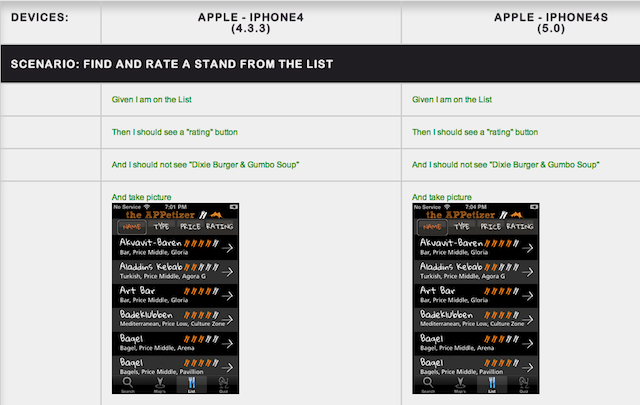 DEVICES:
APPLE - IPHONE4
(4.3.3)
APPLE - IPHONE4S
(5.0)
SCENARIO: FIND AND RATE A STAND FROM THE LIST
Given I am on the List
Given I am on the List
Then I should see a "rating" button
Then I should see a "rating" button
And I should not see "Dixie Burger & Gumbo Soup"
And I should not see "Dixie Burger & Gumbo Soup"
And take picture
And take picture
No Service 7:01 PM
the APPetizer
NAME TYPE PRICE RATING
Akvavit-Baren
Bar, Price Middle, Gloria
Aladdins Kebab
Turkish, Price Middle, Agora G
Art Bar
Bar, Price Middle, Gloria
Badeklubben
Mediterranean, Price Low, Culture Zone
Bagel
Bagel, Price Middle, Arena
Bagel
Bagel, Price Middle, Pavillion
Search Map's List Quiz
No Service 7:04 PM
the APPetizer
NAME TYPE PRICE RATING
Akvavit-Baren
Bar, Price Middle, Gloria
Aladdins Kebab
Turkish, Price Middle, Agora G
Art Bar
Bar, Price Middle, Gloria
Badeklubben
Mediterranean, Price Low, Culture Zone
Bagel
Bagel, Price Middle, Arena
Bagel
Bagel, Price Middle, Pavillion
Search Map's List Quiz